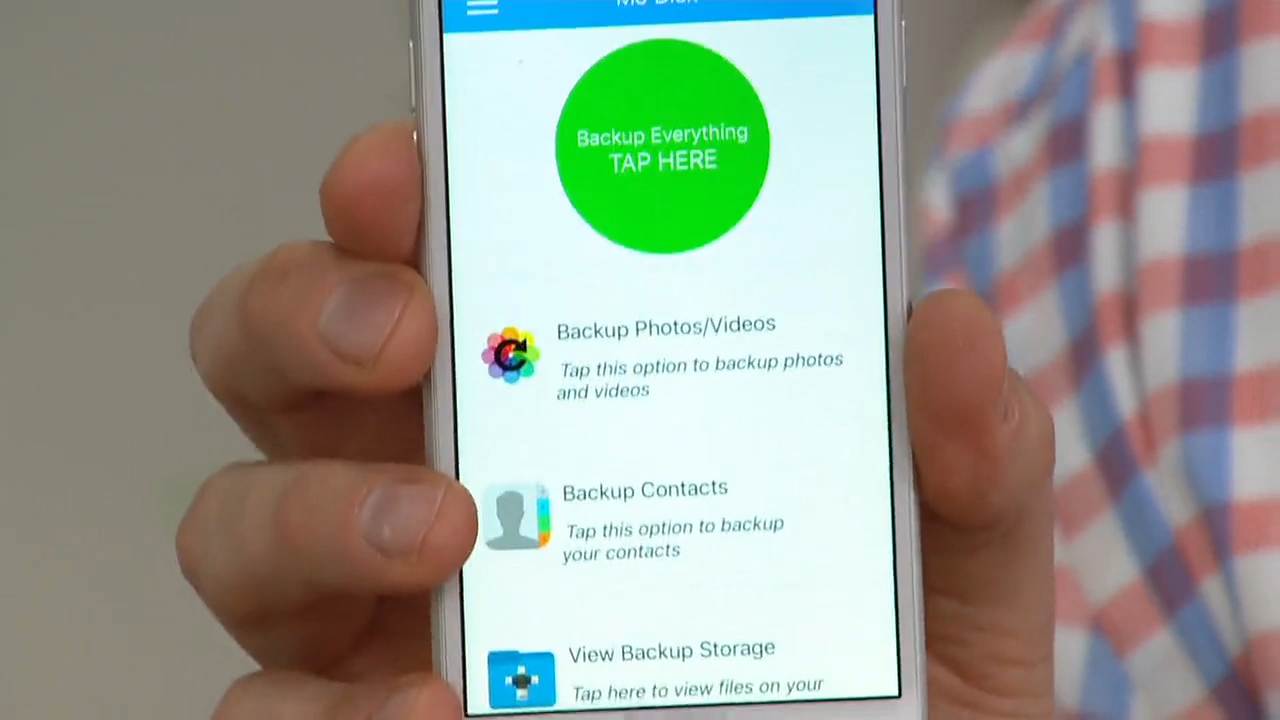 Backup Everything
TAP HERE
Backup Photos/Videos
Tap this option to backup photos
and videos
Backup Contacts
Tap this option to backup
your contacts
View Backup Storage
Tap here to view files on your